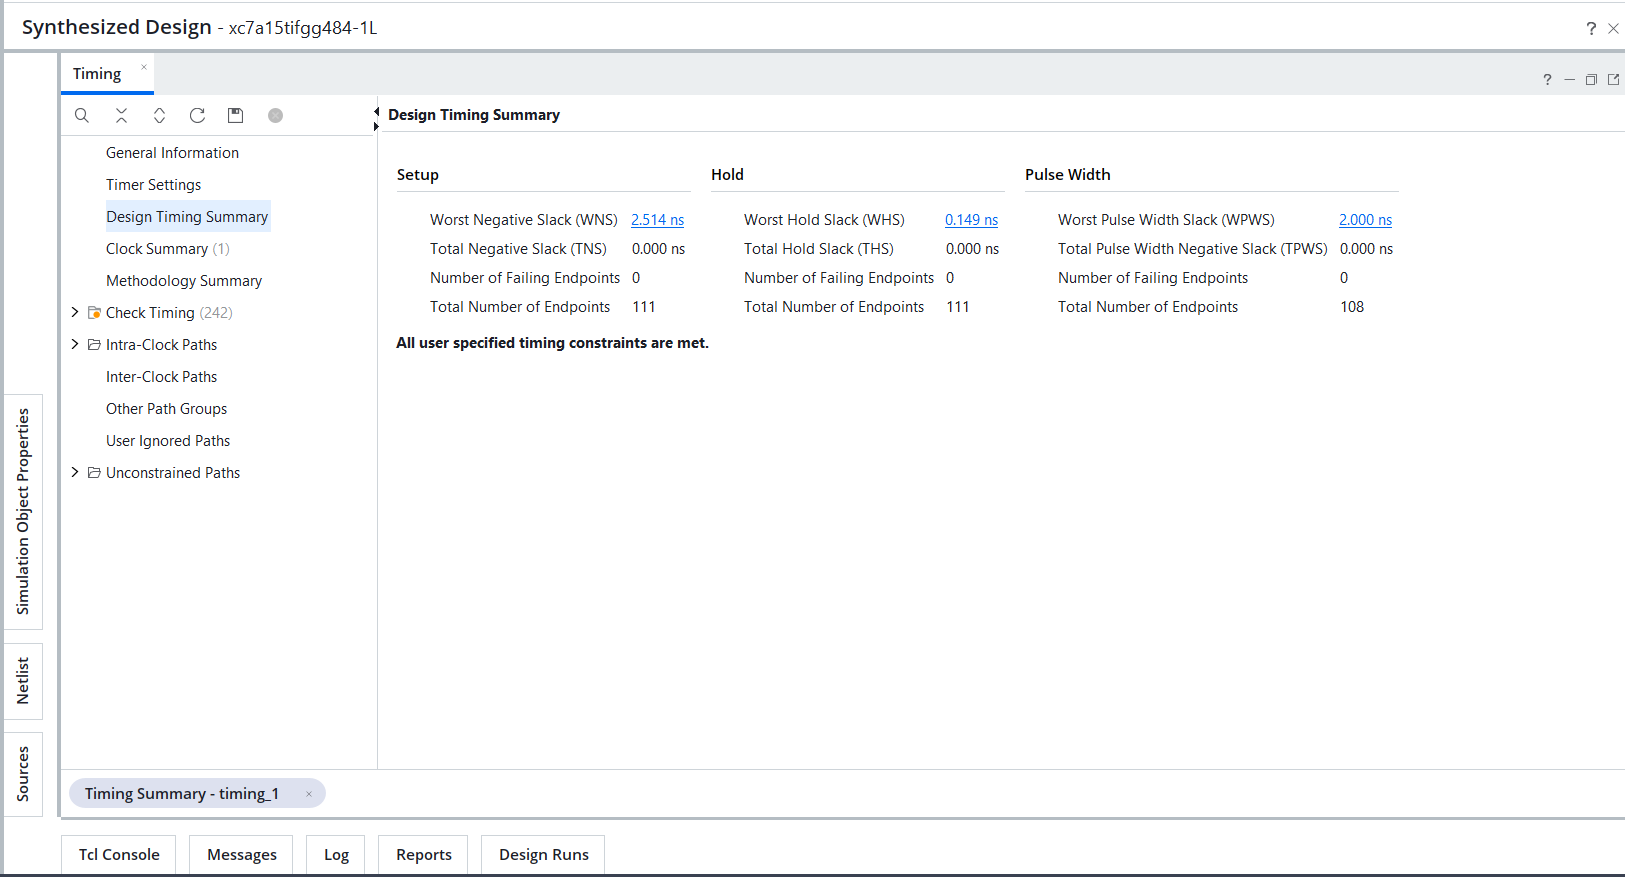 Synthesized Design - xc7a15tifgg484-1L
Timing
Design Timing Summary
General Information
Timer Settings
Design Timing Summary
Clock Summary (1)
Methodology Summary
Check Timing (242)
Intra-Clock Paths
Inter-Clock Paths
Other Path Groups
User Ignored Paths
Unconstrained Paths
Setup
Worst Negative Slack (WNS) 2.514 ns
Total Negative Slack (TNS) 0.000 ns
Number of Failing Endpoints 0
Total Number of Endpoints 111
Hold
Worst Hold Slack (WHS) 0.149 ns
Total Hold Slack (THS) 0.000 ns
Number of Failing Endpoints 0
Total Number of Endpoints 111
Pulse Width
Worst Pulse Width Slack (WPWS) 2.000 ns
Total Pulse Width Negative Slack (TPWS) 0.000 ns
Number of Failing Endpoints 0
Total Number of Endpoints 108
All user specified timing constraints are met.
Simulation Object Properties
Netlist
Sources
Timing Summary - timing_1
Tcl Console
Messages
Log
Reports
Design Runs